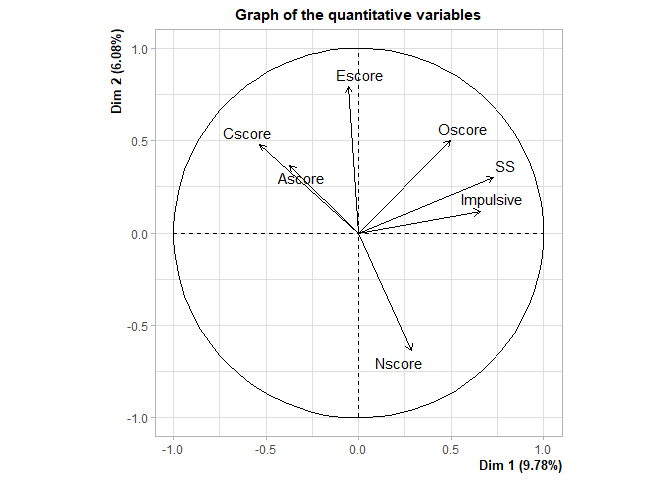 Graph of the quantitative variables
Dim 2 (6.08%)
1.0
0.5
0.0
-0.5
-1.0
Escore
Cscore
Oscore
Ascore
SS
Impulsive
Nscore
-1.0
-0.5
0.0
0.5
1.0
Dim 1 (9.78%)